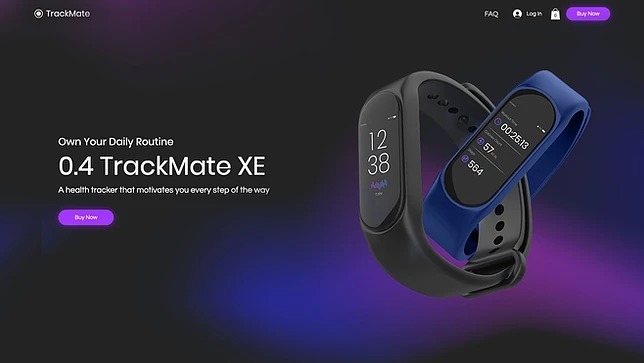 TrackMate
FAQ
Log In
0
Buy Now
Own Your Daily Routine
0.4 TrackMate XE
A health tracker that motivates you every step of the way
Buy Now
12
38
00:25:13
57
564